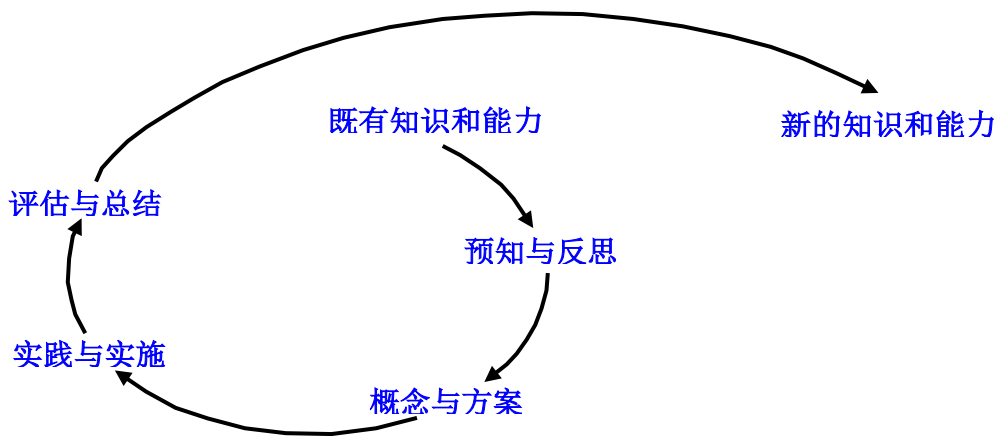 既有知识和能力
新的知识和能力
评估与总结
预知与反思
实践与实施
概念与方案